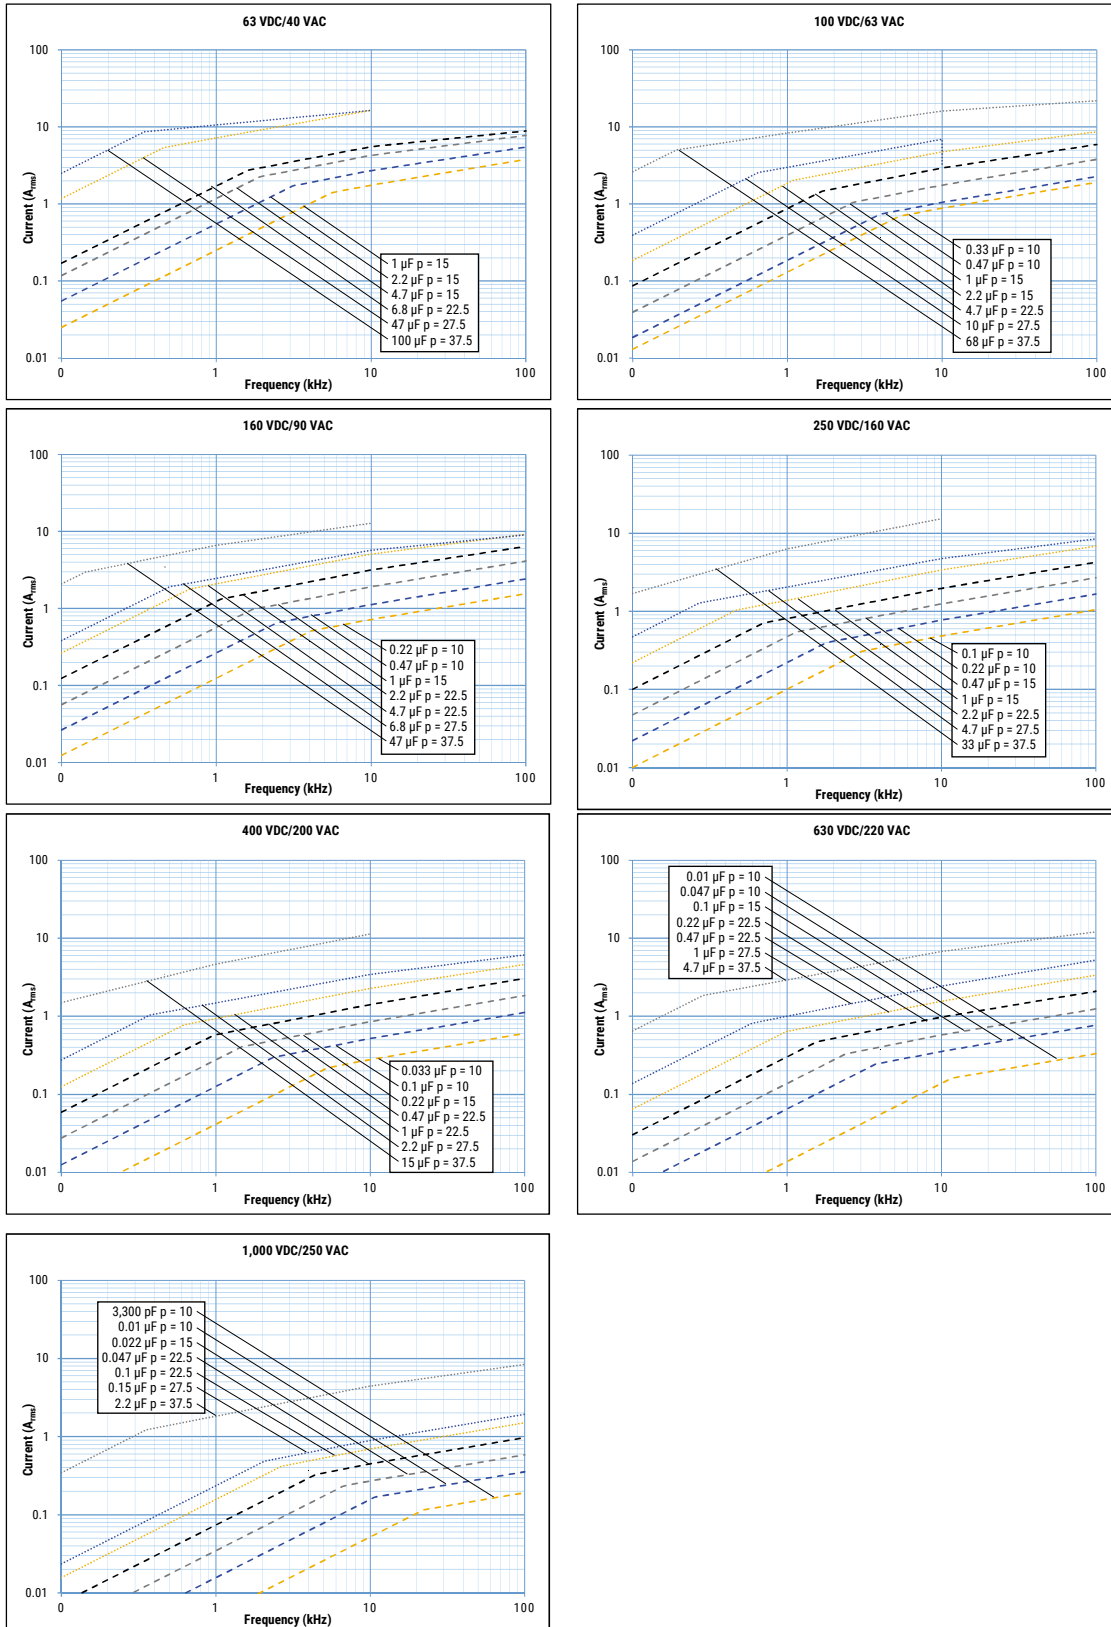 63 VDC/40 VAC
100
10
1
0.1
0.01
Current (Arms)
0 1 10 100
Frequency (kHz)
1 µF p = 15
2.2 µF p = 15
4.7 µF p = 15
6.8 µF p = 22.5
47 µF p = 27.5
100 µF p = 37.5
100 VDC/63 VAC
100
10
1
0.1
0.01
Current (Arms)
0 1 10 100
Frequency (kHz)
0.33 µF p = 10
0.47 µF p = 10
1 µF p = 15
2.2 µF p = 15
4.7 µF p = 22.5
10 µF p = 27.5
68 µF p = 37.5
160 VDC/90 VAC
100
10
1
0.1
0.01
Current (Arms)
0 1 10 100
Frequency (kHz)
0.22 µF p = 10
0.47 µF p = 10
1 µF p = 15
2.2 µF p = 22.5
4.7 µF p = 22.5
6.8 µF p = 27.5
47 µF p = 37.5
250 VDC/160 VAC
100
10
1
0.1
0.01
Current (Arms)
0 1 10 100
Frequency (kHz)
0.1 µF p = 10
0.22 µF p = 10
0.47 µF p = 15
1 µF p = 15
2.2 µF p = 22.5
4.7 µF p = 27.5
33 µF p = 37.5
400 VDC/200 VAC
100
10
1
0.1
0.01
Current (Arms)
0 1 10 100
Frequency (kHz)
0.033 µF p = 10
0.1 µF p = 10
0.22 µF p = 15
0.47 µF p = 22.5
1 µF p = 22.5
2.2 µF p = 27.5
15 µF p = 37.5
630 VDC/220 VAC
100
10
1
0.1
0.01
Current (Arms)
0 1 10 100
Frequency (kHz)
0.01 µF p = 10
0.047 µF p = 10
0.1 µF p = 15
0.22 µF p = 22.5
0.47 µF p = 22.5
1 µF p = 27.5
4.7 µF p = 37.5
1,000 VDC/250 VAC
100
10
1
0.1
0.01
Current (Arms)
0 1 10 100
Frequency (kHz)
3,300 pF p = 10
0.01 µF p = 10
0.022 µF p = 15
0.047 µF p = 22.5
0.1 µF p = 22.5
0.15 µF p = 27.5
2.2 µF p = 37.5